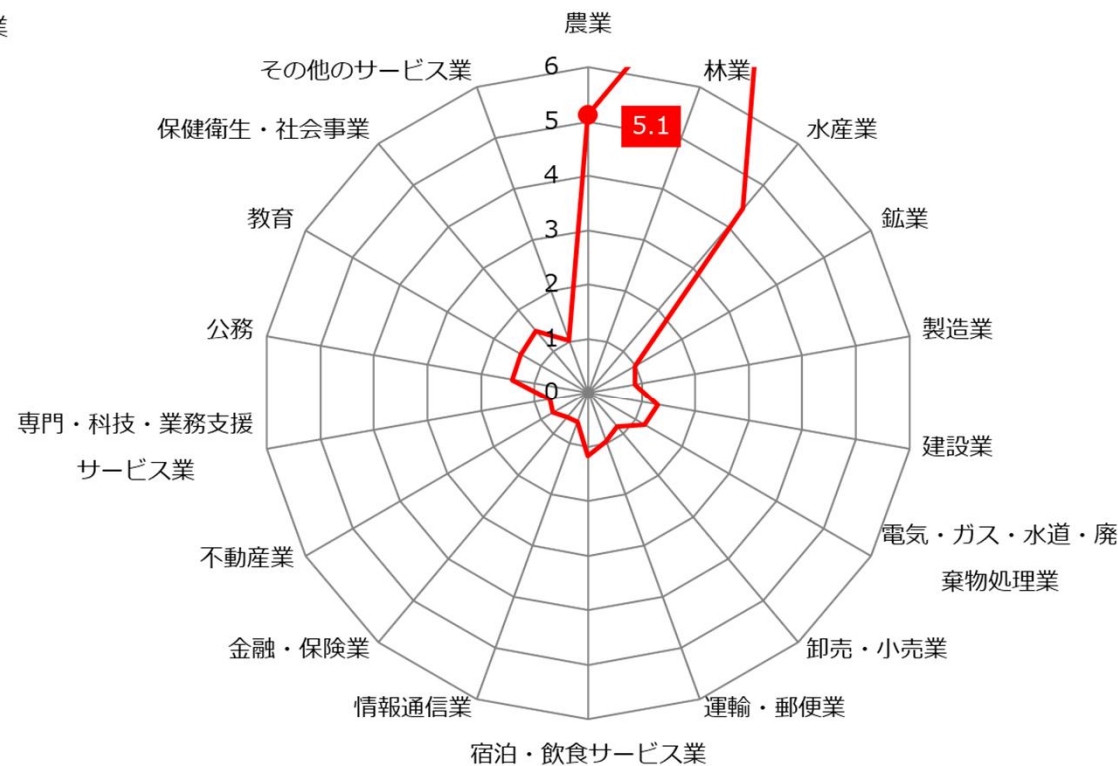 業
農業
林業
水産業
鉱業
製造業
建設業
電気・ガス・水道・廃
棄物処理業
卸売・小売業
運輸・郵便業
宿泊・飲食サービス業
情報通信業
金融・保険業
不動産業
専門・科技・業務支援
サービス業
公務
教育
保健衛生・社会事業
その他のサービス業
6
5
4
3
2
1
0
5.1